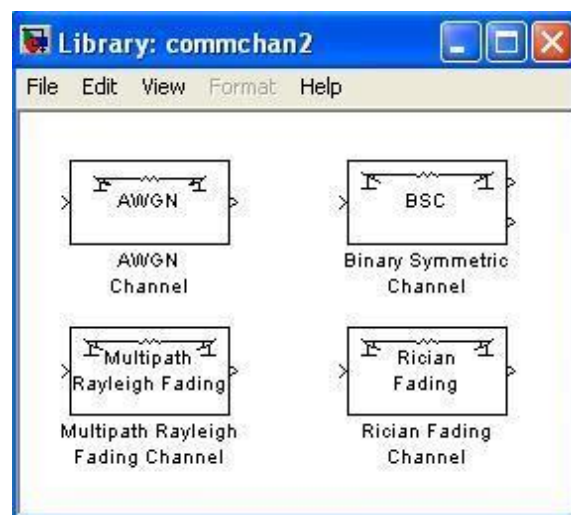 Library: commchan2
File Edit View Format Help
AWGN
AWGN
Channel
BSC
Binary Symmetric
Channel
Multipath
Rayleigh Fading
Multipath Rayleigh
Fading Channel
Rician
Fading
Rician Fading
Channel